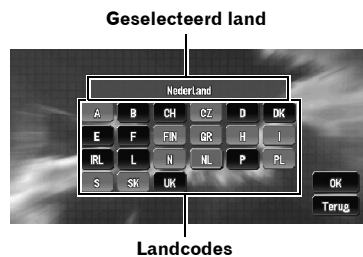 Geselecteerd land
Nederland
A B CH CZ D DK
E F FIN GR H I
IRL L N NL P PL
S SK UK
OK
Terug
Landcodes